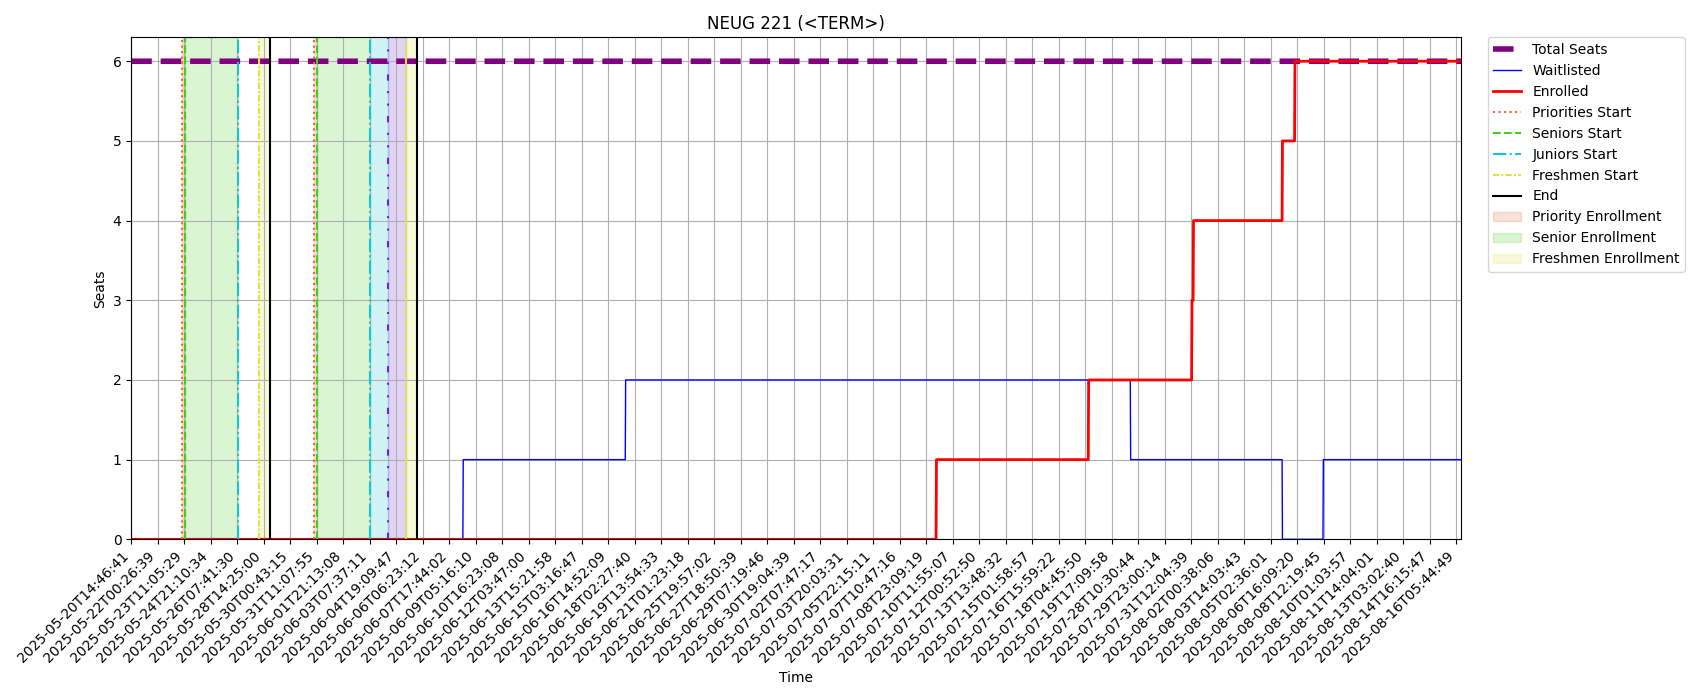 NEUG 221 (<TERM>)
Seats
6
5
4
3
2
1
0
2025-05-20T14:46:41
2025-05-22T00:26:39
2025-05-23T11:05:29
2025-05-24T21:10:34
2025-05-26T07:41:30
2025-05-28T14:25:00
2025-05-30T00:43:15
2025-05-31T11:07:55
2025-06-01T21:13:08
2025-06-03T07:37:11
2025-06-04T19:09:47
2025-06-06T06:23:12
2025-06-07T17:44:02
2025-06-09T05:16:10
2025-06-10T16:23:08
2025-06-12T03:47:00
2025-06-13T15:21:58
2025-06-15T03:16:47
2025-06-16T14:52:09
2025-06-18T02:27:40
2025-06-19T13:54:33
2025-06-21T01:23:18
2025-06-25T19:57:02
2025-06-27T18:50:39
2025-06-29T07:19:46
2025-06-30T19:04:39
2025-07-02T07:47:17
2025-07-03T20:03:31
2025-07-05T22:15:11
2025-07-07T10:47:16
2025-07-08T23:09:19
2025-07-10T11:55:07
2025-07-12T00:52:50
2025-07-13T13:48:32
2025-07-15T01:58:57
2025-07-16T15:59:22
2025-07-18T04:45:50
2025-07-19T17:09:58
2025-07-28T10:30:44
2025-07-29T23:00:14
2025-07-31T12:04:39
2025-08-02T00:38:06
2025-08-03T14:03:43
2025-08-05T02:36:01
2025-08-06T16:09:20
2025-08-08T12:19:45
2025-08-10T01:03:57
2025-08-11T14:04:01
2025-08-13T03:02:40
2025-08-14T16:15:47
2025-08-16T05:44:49
Time
Total Seats
Waitlisted
Enrolled
Priorities Start
Seniors Start
Juniors Start
Freshmen Start
End
Priority Enrollment
Senior Enrollment
Freshmen Enrollment